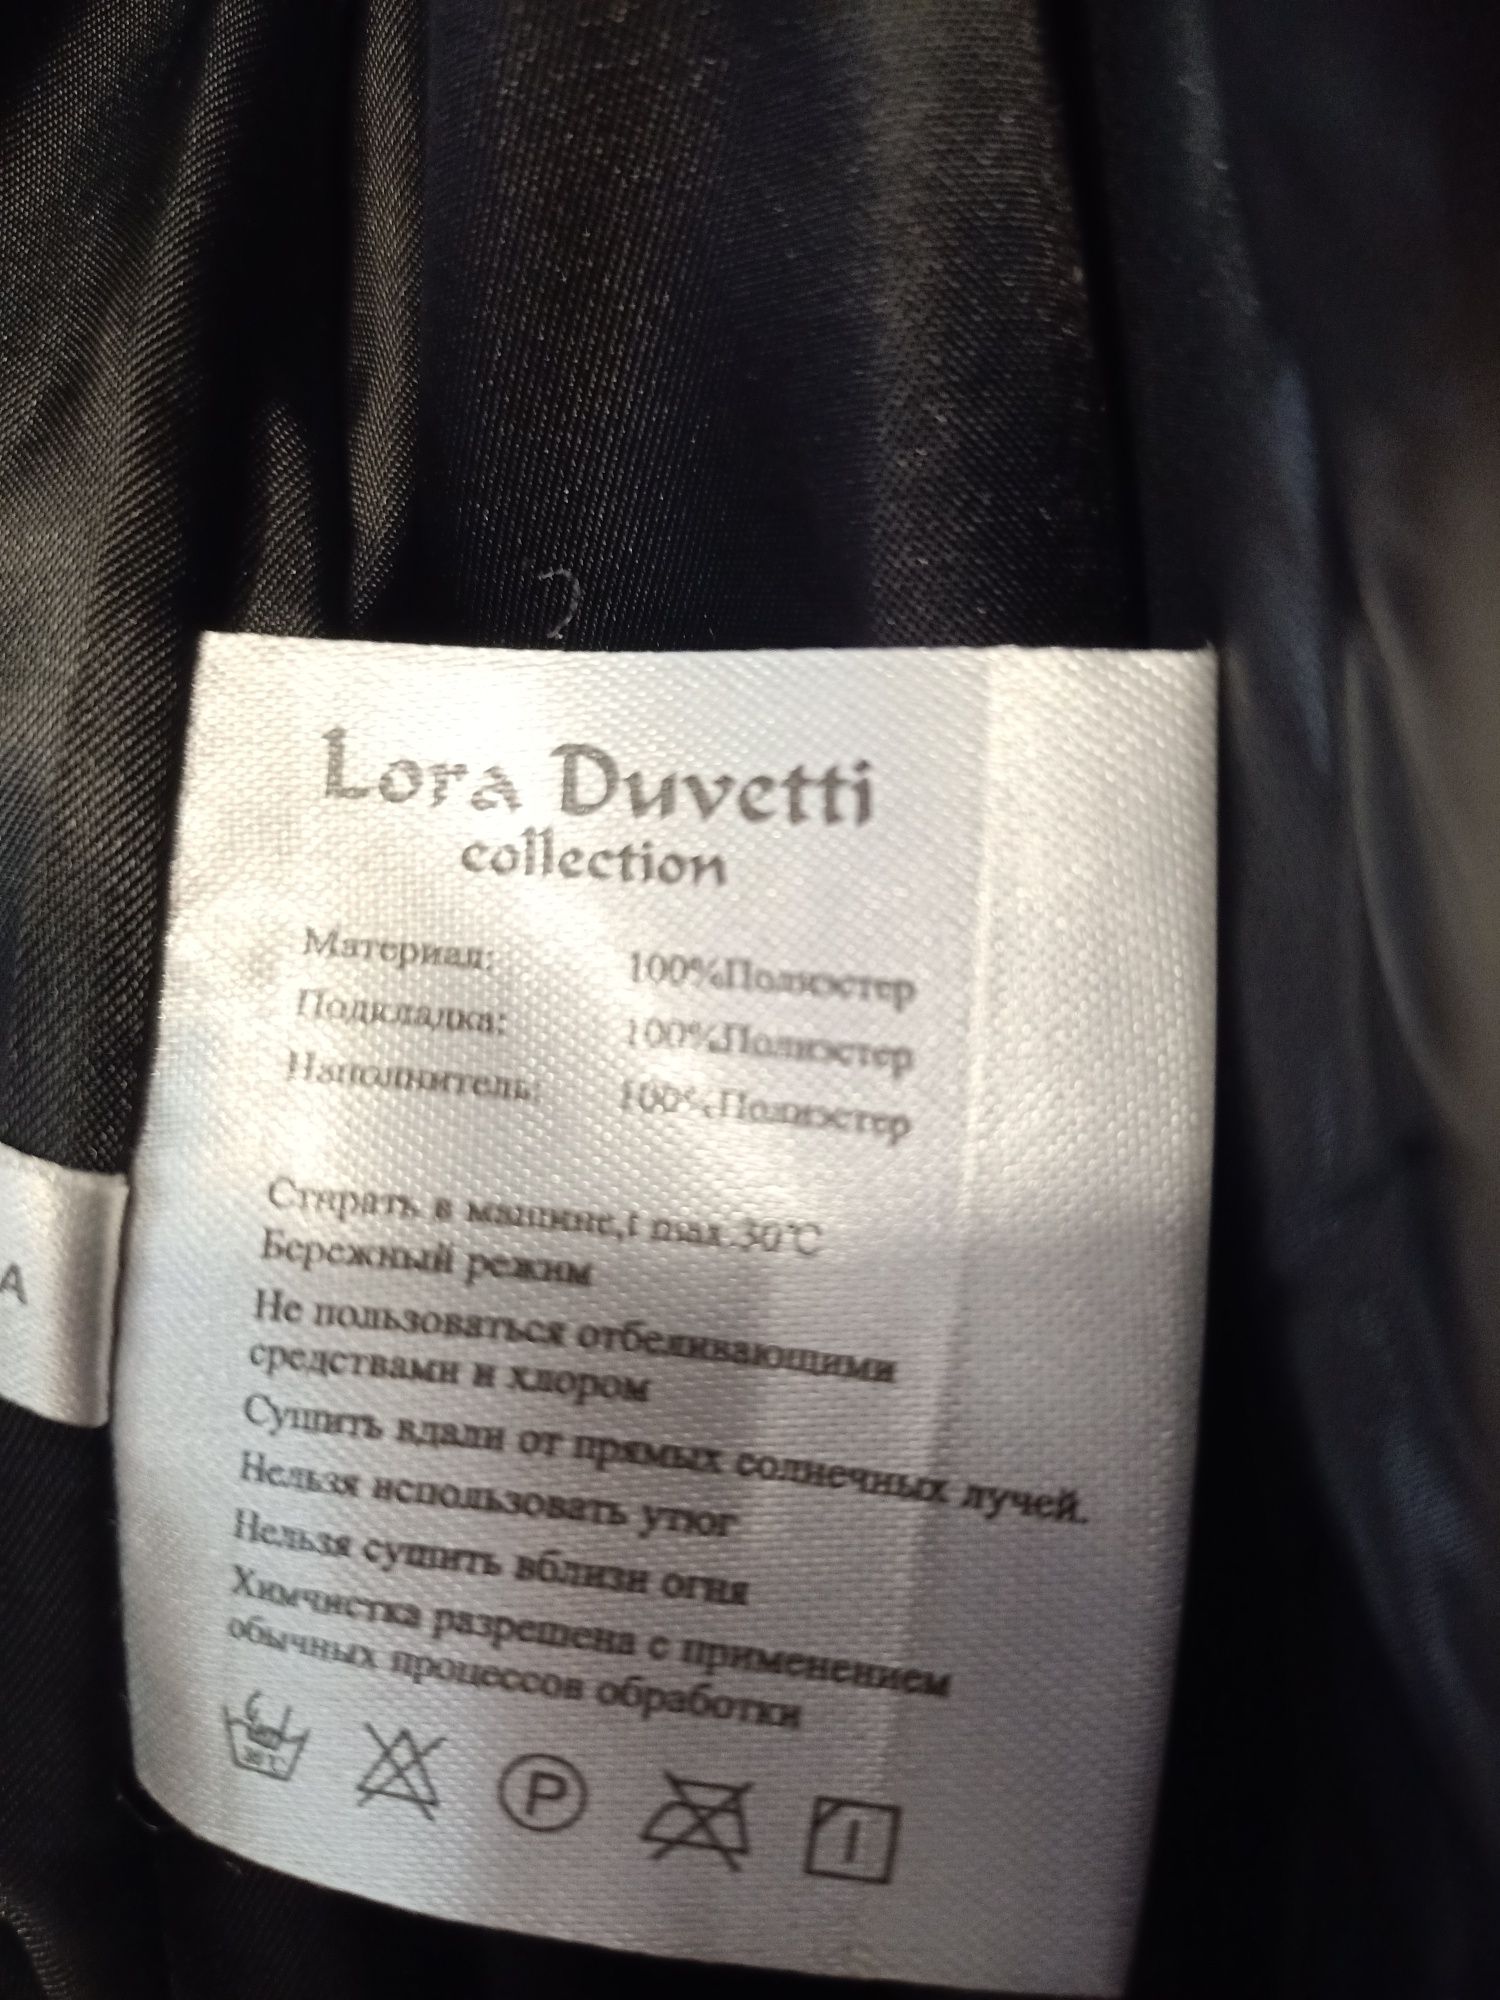 Lora Duvetti
collection
Материал: 100%Полиэстер
Подкладка: 100%Полиэстер
Наполнитель: 100%Полиэстер
Стирать в машине,t max.30℃
Бережный режим
Не пользоваться отбеливающими
средствами и хлором
Сушить вдали от прямых солнечных лучей.
Нельзя использовать утюг
Нельзя сушить вблизи огня
Химчистка разрешена с применением
обычных процессов обработки
30℃
P
A